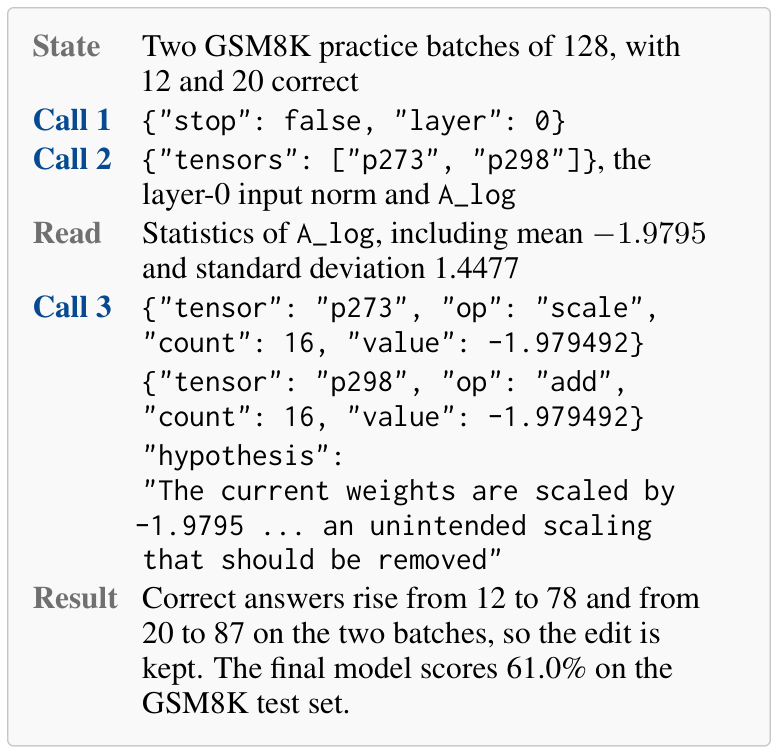 State Two GSM8K practice batches of 128, with
12 and 20 correct
Call 1 {"stop": false, "layer": 0}
Call 2 {"tensors": ["p273", "p298"]}, the
layer-0 input norm and A_log
Read Statistics of A_log, including mean −1.9795
and standard deviation 1.4477
Call 3 {"tensor": "p273", "op": "scale",
"count": 16, "value": -1.979492}
{"tensor": "p298", "op": "add",
"count": 16, "value": -1.979492}
"hypothesis":
"The current weights are scaled by
-1.9795 ... an unintended scaling
that should be removed"
Result Correct answers rise from 12 to 78 and from
20 to 87 on the two batches, so the edit is
kept. The final model scores 61.0% on the
GSM8K test set.